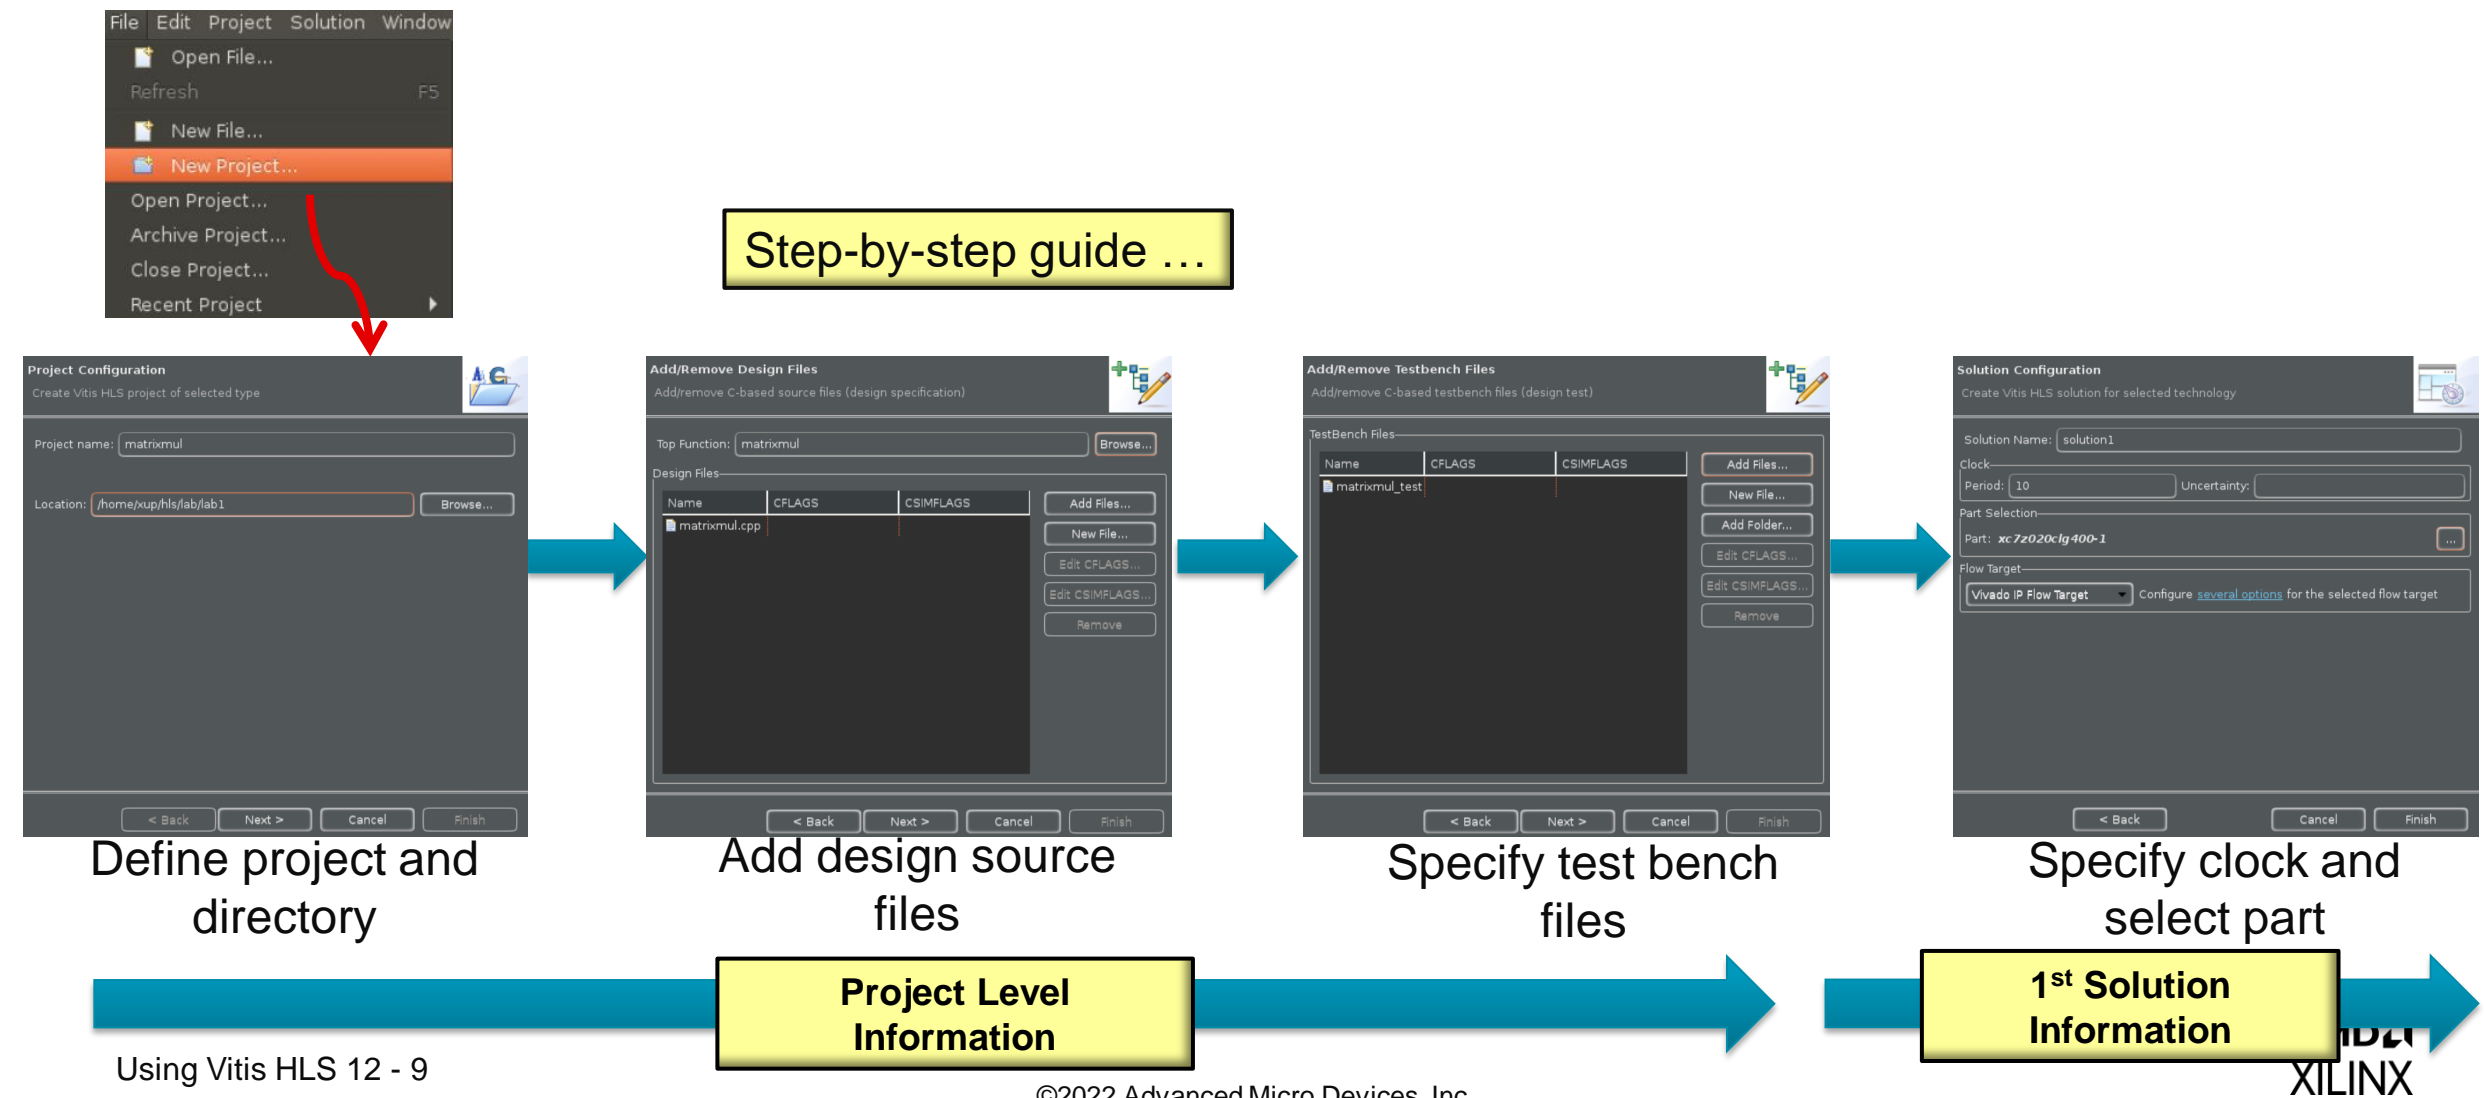 File Edit Project Solution Window
Open File...
Refresh F5
New File...
New Project...
Open Project...
Archive Project...
Close Project...
Recent Project
Step-by-step guide …
Project Configuration
Create Vitis HLS project of selected type
Project name: matrixmul
Location: /home/xup/hls/lab/lab1 Browse...
< Back Next > Cancel Finish
Define project and
directory
Add/Remove Design Files
Add/remove C-based source files (design specification)
Top Function: matrixmul Browse...
Design Files
Name CFLAGS CSIMFLAGS
matrixmul.cpp
Add Files...
New File...
Edit CFLAGS...
Edit CSIMFLAGS...
Remove
< Back Next > Cancel Finish
Add design source
files
Add/Remove Testbench Files
Add/remove C-based testbench files (design test)
TestBench Files
Name CFLAGS CSIMFLAGS
matrixmul_test
Add Files...
New File...
Add Folder...
Edit CFLAGS...
Edit CSIMFLAGS...
Remove
< Back Next > Cancel Finish
Specify test bench
files
Solution Configuration
Create Vitis HLS solution for selected technology
Solution Name: solution1
Clock
Period: 10 Uncertainty:
Part Selection
Part: xc7z020clg400-1 ...
Flow Target
Vivado IP Flow Target Configure several options for the selected flow target
< Back Cancel Finish
Specify clock and
select part
Project Level
Information
1st Solution
Information
Using Vitis HLS 12 - 9
©2022 Advanced Micro Devices, Inc
XILINX